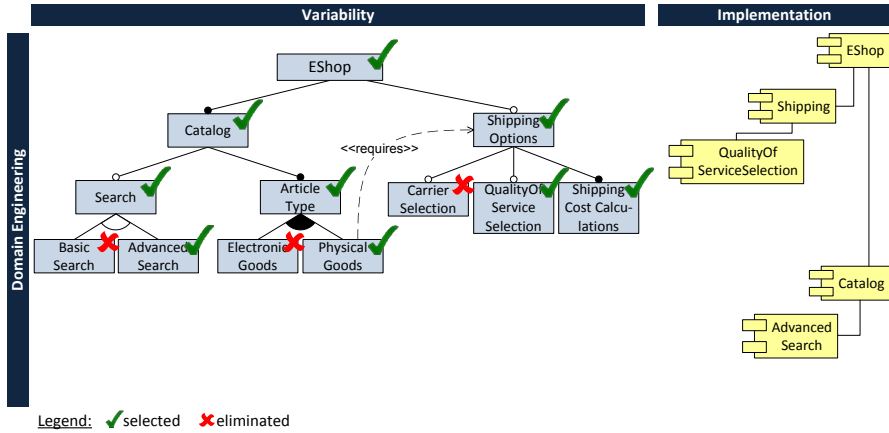 Variability
Implementation
Domain Engineering
EShop
Catalog
Shipping
Options
<<requires>>
Search
Article
Type
Carrier
Selection
QualityOf
Service
Selection
Shipping
Cost Calcu-
lations
Basic
Search
Advanced
Search
Electronic
Goods
Physical
Goods
EShop
Shipping
QualityOf
ServiceSelection
Catalog
Advanced
Search
Legend: selected eliminated